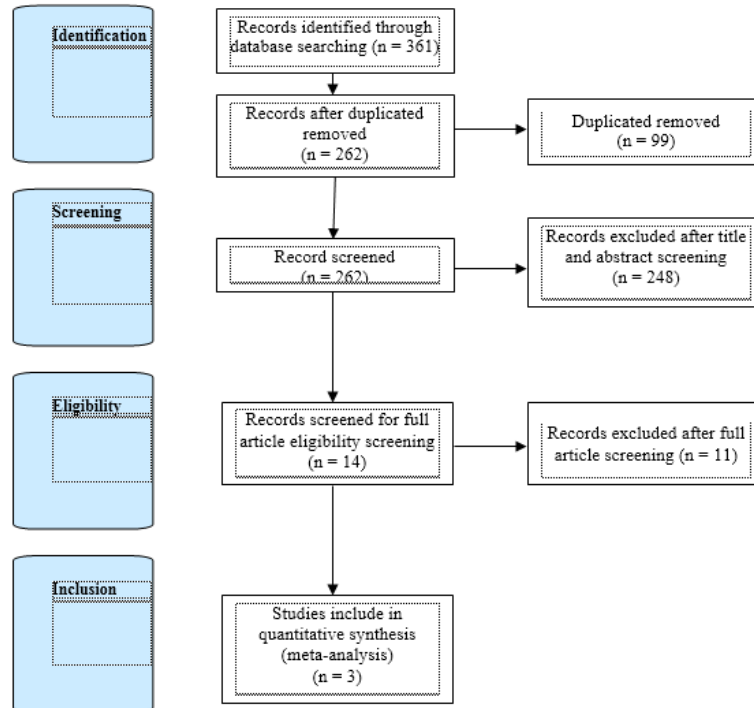 Identification
Records identified through
database searching (n = 361)
Records after duplicated
removed
(n = 262)
Duplicated removed
(n = 99)
Screening
Record screened
(n = 262)
Records excluded after title
and abstract screening
(n = 248)
Eligibility
Records screened for full
article eligibility screening
(n = 14)
Records excluded after full
article screening (n = 11)
Inclusion
Studies include in
quantitative synthesis
(meta-analysis)
(n = 3)